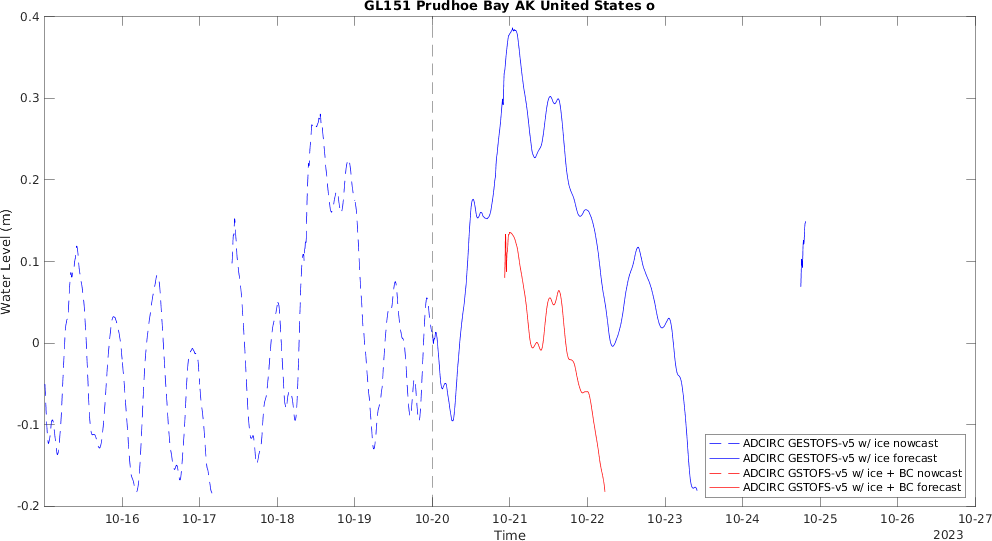 GL151 Prudhoe Bay AK United States o
0.4
0.3
0.2
0.1
0
-0.1
-0.2
Water Level (m)
10-16 10-17 10-18 10-19 10-20 10-21 10-22 10-23 10-24 10-25 10-26 10-27
Time
2023
ADCIRC GESTOFS-v5 w/ ice nowcast
ADCIRC GESTOFS-v5 w/ ice forecast
ADCIRC GSTOFS-v5 w/ ice + BC nowcast
ADCIRC GSTOFS-v5 w/ ice + BC forecast